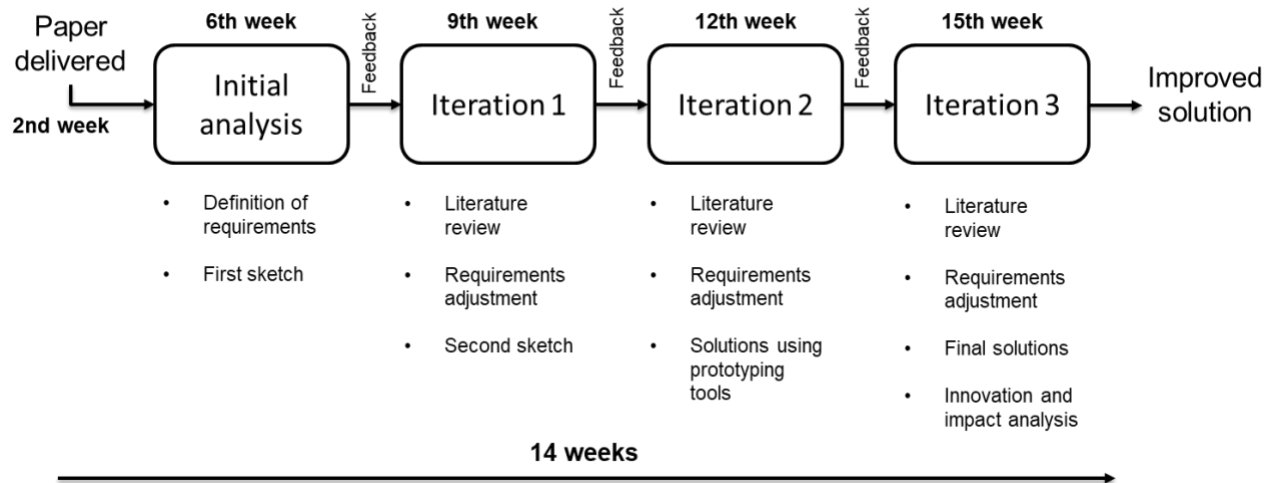 Paper
delivered
2nd week
6th week
Initial
analysis
• Definition of
requirements
• First sketch
Feedback
9th week
Iteration 1
• Literature
review
• Requirements
adjustment
• Second sketch
Feedback
12th week
Iteration 2
• Literature
review
• Requirements
adjustment
• Solutions using
prototyping
tools
Feedback
15th week
Iteration 3
• Literature
review
• Requirements
adjustment
• Final solutions
• Innovation and
impact analysis
Improved
solution
14 weeks